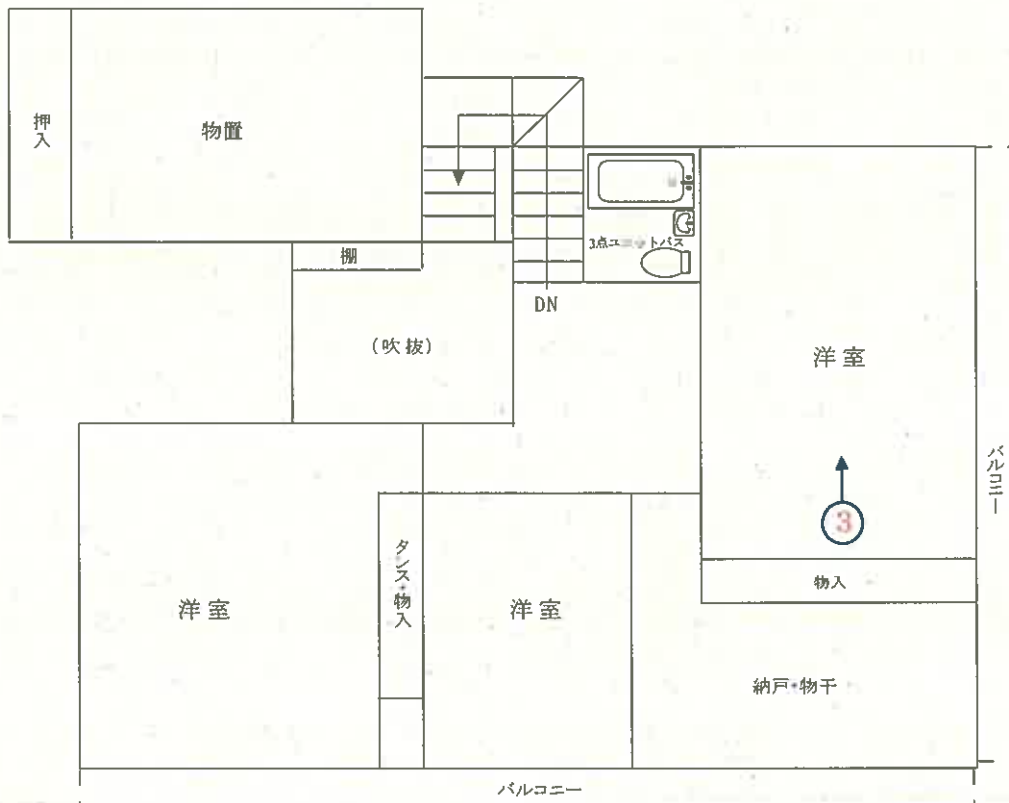 押入
物置
棚
3点ユニットバス
DN
(吹抜)
洋室
バルコニー
3
物入
タンス・物入
洋室
洋室
納戸・物干
バルコニー